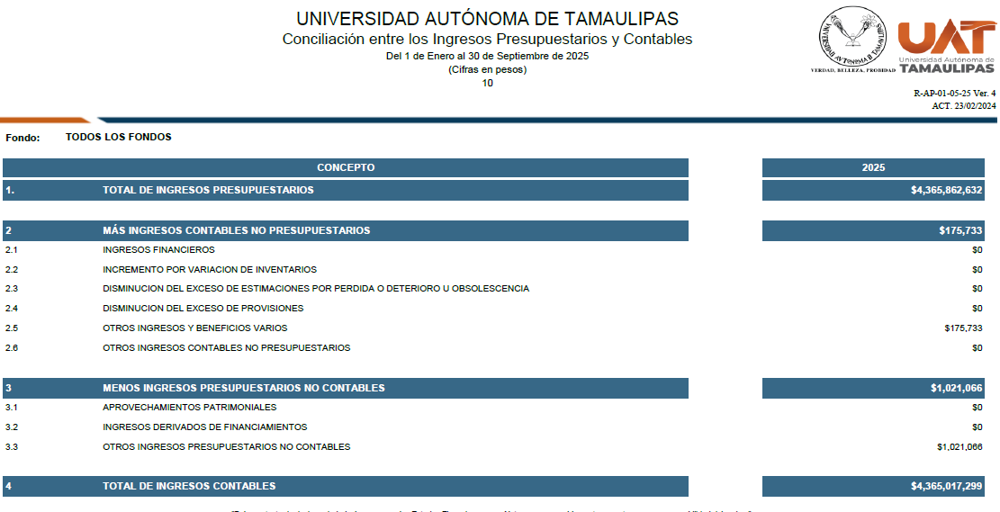 UNIVERSIDAD AUTÓNOMA DE TAMAULIPAS
Conciliación entre los Ingresos Presupuestarios y Contables
Del 1 de Enero al 30 de Septiembre de 2025
(Cifras en pesos)
10
UNIVERSIDAD AUTONOMA DE TAMAULIPAS
VERDAD, BELLEZA, PROBIDAD
UAT
Universidad Autónoma de
TAMAULIPAS
R-AP-01-05-25 Ver. 4
ACT. 23/02/2024
Fondo: TODOS LOS FONDOS
CONCEPTO 2025
1. TOTAL DE INGRESOS PRESUPUESTARIOS $4,365,862,632
2 MÁS INGRESOS CONTABLES NO PRESUPUESTARIOS $175,733
2.1 INGRESOS FINANCIEROS $0
2.2 INCREMENTO POR VARIACION DE INVENTARIOS $0
2.3 DISMINUCION DEL EXCESO DE ESTIMACIONES POR PERDIDA O DETERIORO U OBSOLESCENCIA $0
2.4 DISMINUCION DEL EXCESO DE PROVISIONES $0
2.5 OTROS INGRESOS Y BENEFICIOS VARIOS $175,733
2.6 OTROS INGRESOS CONTABLES NO PRESUPUESTARIOS $0
3 MENOS INGRESOS PRESUPUESTARIOS NO CONTABLES $1,021,066
3.1 APROVECHAMIENTOS PATRIMONIALES $0
3.2 INGRESOS DERIVADOS DE FINANCIAMIENTOS $0
3.3 OTROS INGRESOS PRESUPUESTARIOS NO CONTABLES $1,021,066
4 TOTAL DE INGRESOS CONTABLES $4,365,017,299